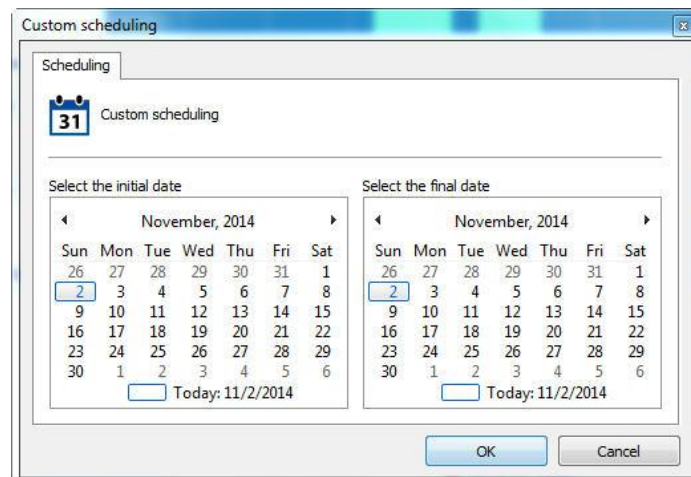 Custom scheduling
Scheduling
31 Custom scheduling
Select the initial date
November, 2014
Sun Mon Tue Wed Thu Fri Sat
26 27 28 29 30 31 1
2 3 4 5 6 7 8
9 10 11 12 13 14 15
16 17 18 19 20 21 22
23 24 25 26 27 28 29
30 1 2 3 4 5 6
Today: 11/2/2014
Select the final date
November, 2014
Sun Mon Tue Wed Thu Fri Sat
26 27 28 29 30 31 1
2 3 4 5 6 7 8
9 10 11 12 13 14 15
16 17 18 19 20 21 22
23 24 25 26 27 28 29
30 1 2 3 4 5 6
Today: 11/2/2014
OK Cancel